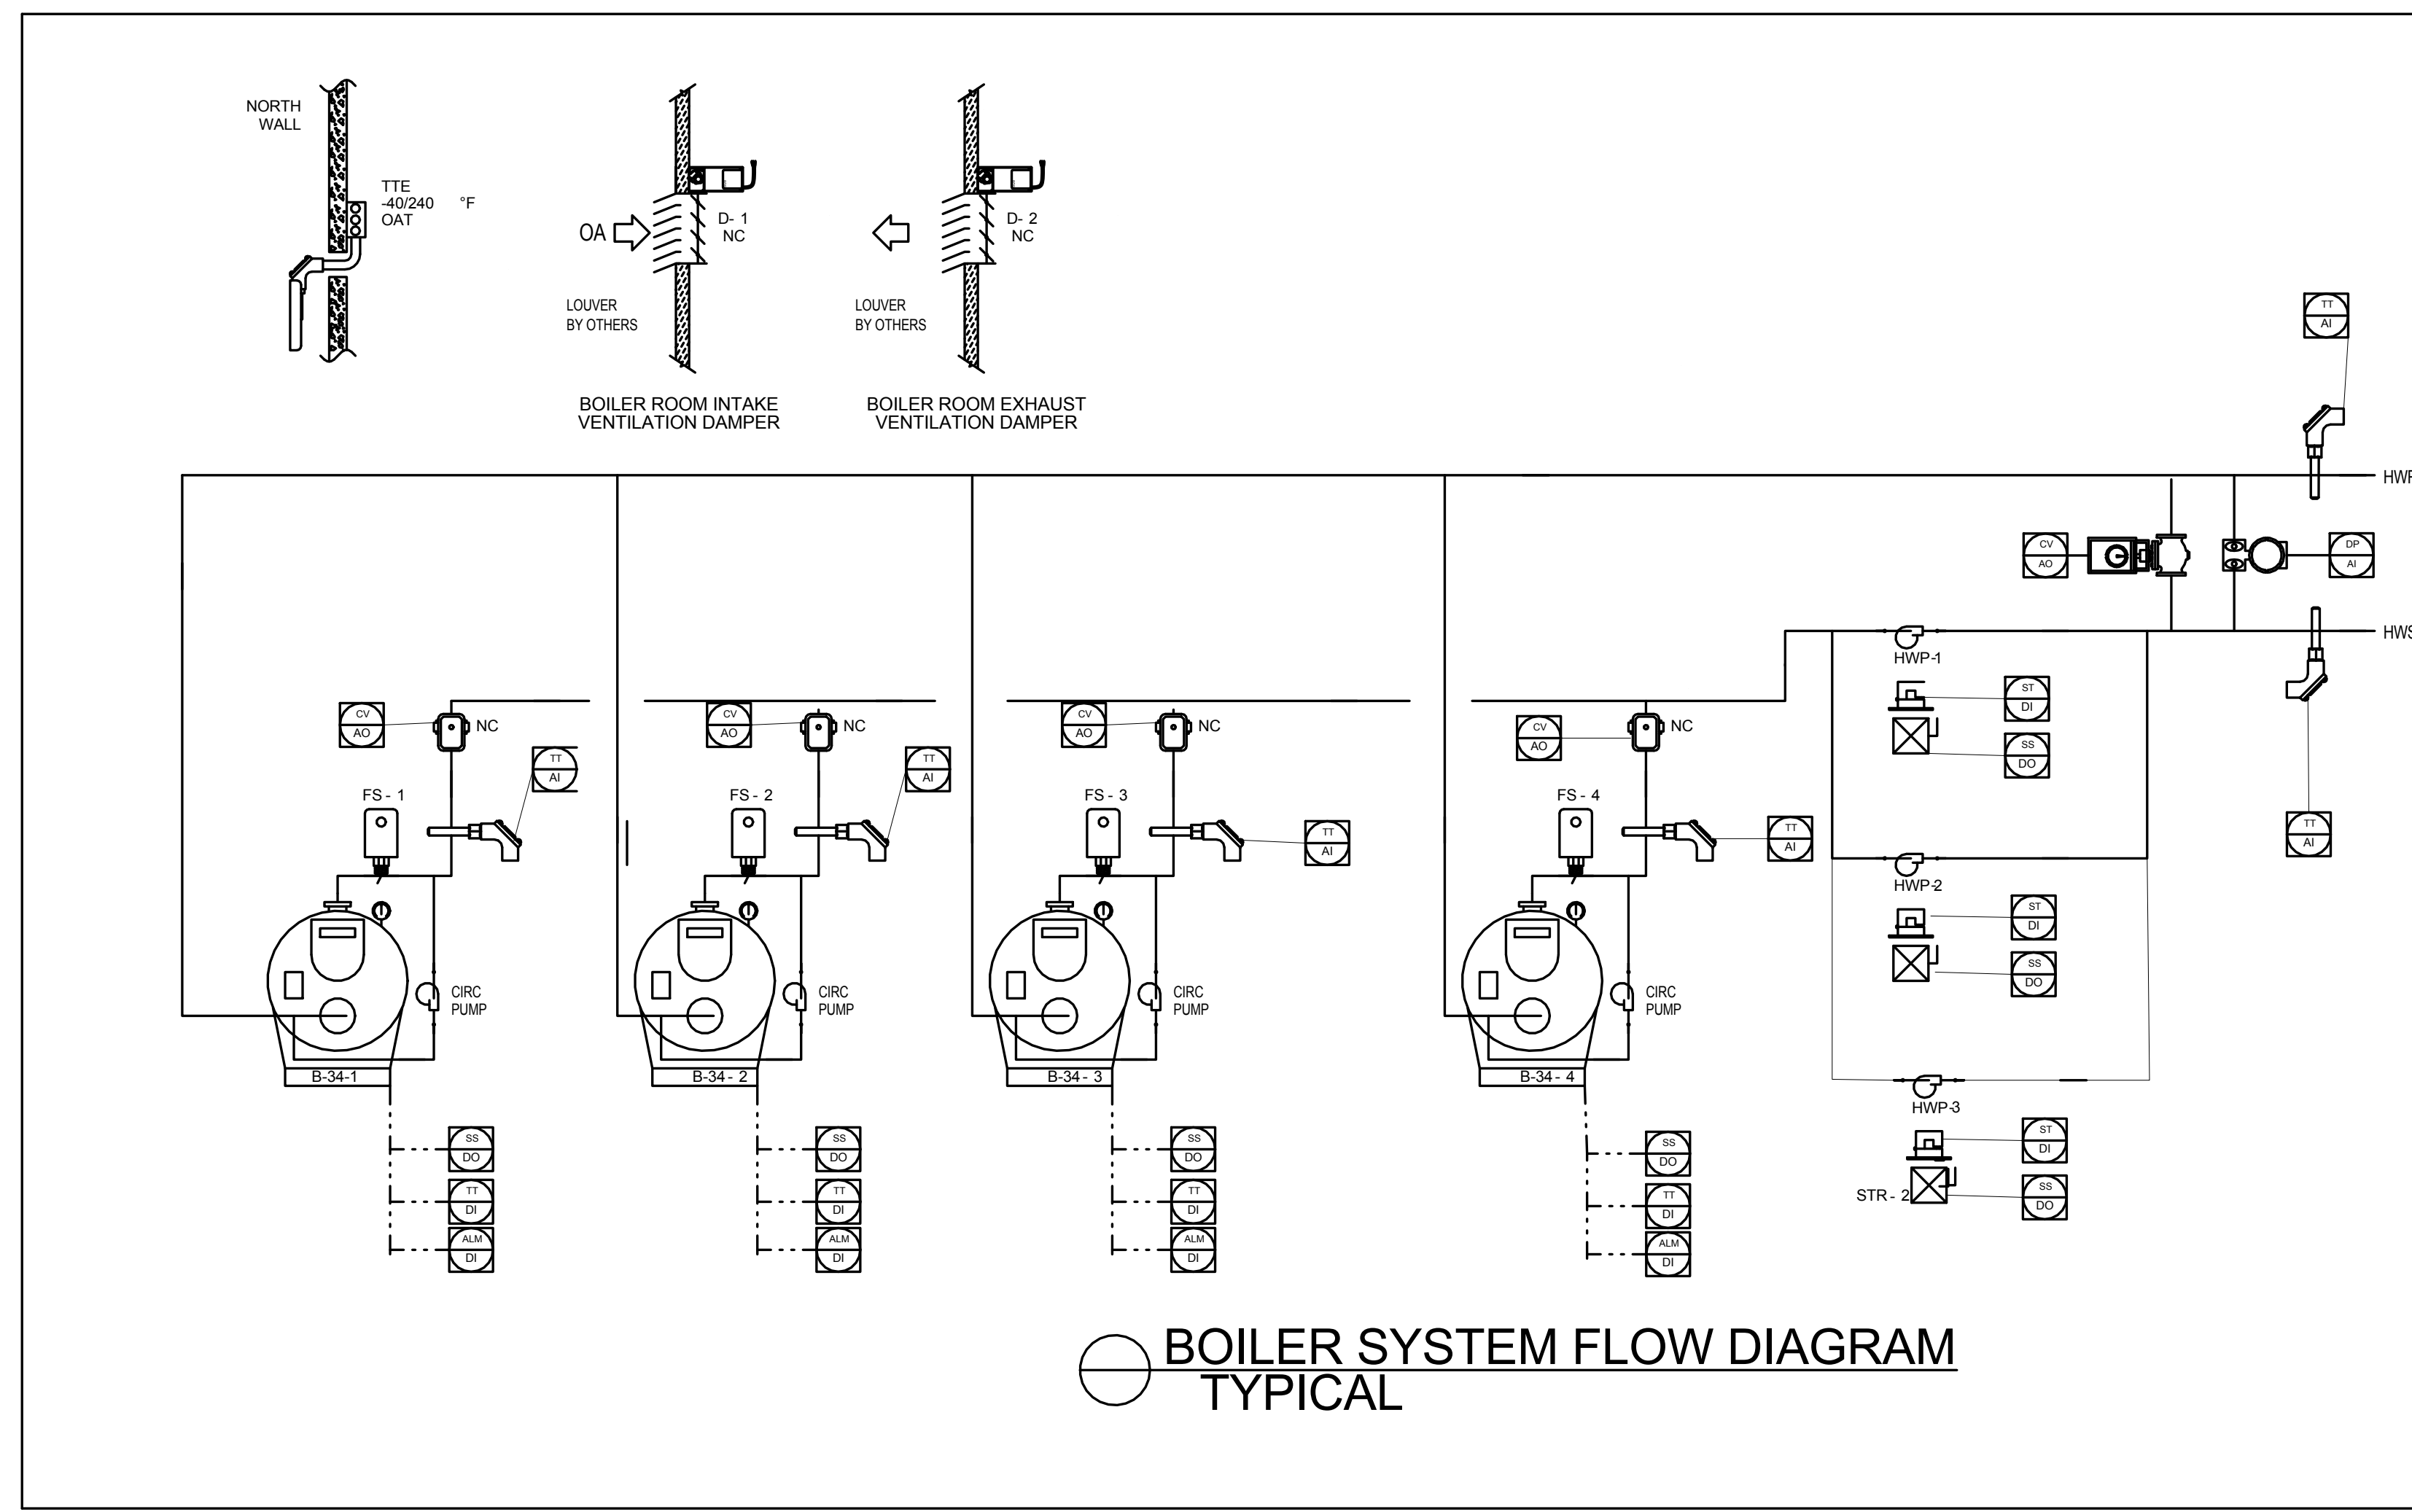 NORTH
WALL
TTE
-40/240 °F
OAT
OA
D- 1
NC
LOUVER
BY OTHERS
BOILER ROOM INTAKE
VENTILATION DAMPER
D- 2
NC
LOUVER
BY OTHERS
BOILER ROOM EXHAUST
VENTILATION DAMPER
TT
AI
HW
CV
AO
DP
AI
HWS
TT
AI
CV
AO
NC
TT
AI
FS - 1
CIRC
PUMP
B-34-1
SS
DO
TT
DI
ALM
DI
CV
AO
NC
TT
AI
FS - 2
CIRC
PUMP
B-34 - 2
SS
DO
TT
DI
ALM
DI
CV
AO
NC
FS - 3
TT
AI
CIRC
PUMP
B-34 - 3
SS
DO
TT
DI
ALM
DI
CV
AO
NC
FS - 4
TT
AI
CIRC
PUMP
B-34 - 4
SS
DO
TT
DI
ALM
DI
HWP-1
ST
DI
SS
DO
HWP-2
ST
DI
SS
DO
HWP-3
ST
DI
STR - 2
SS
DO
BOILER SYSTEM FLOW DIAGRAM
TYPICAL